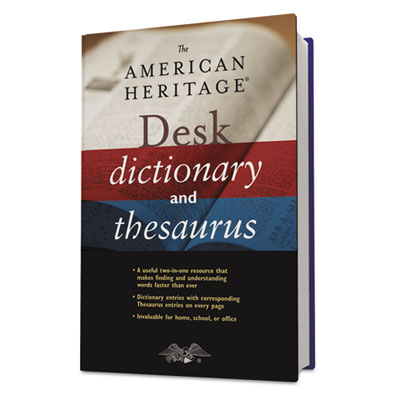 The
AMERICAN
HERITAGE®
Desk
dictionary
and
thesaurus
• A useful two-in-one resource that
makes finding and understanding
words faster than ever
• Dictionary entries with corresponding
Thesaurus entries on every page
• Invaluable for home, school, or office